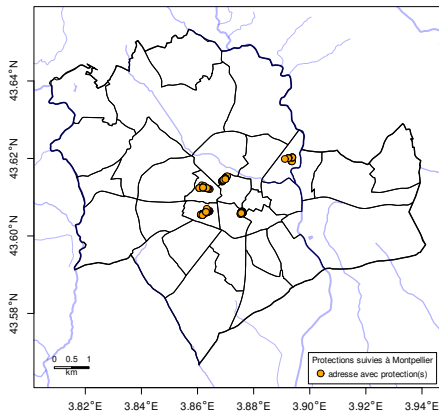 43.64°N
43.62°N
43.60°N
43.58°N
0 0.5 1
km
Protections suivies à Montpellier
adresse avec protection(s)
3.82°E 3.84°E 3.86°E 3.88°E 3.90°E 3.92°E 3.94°E